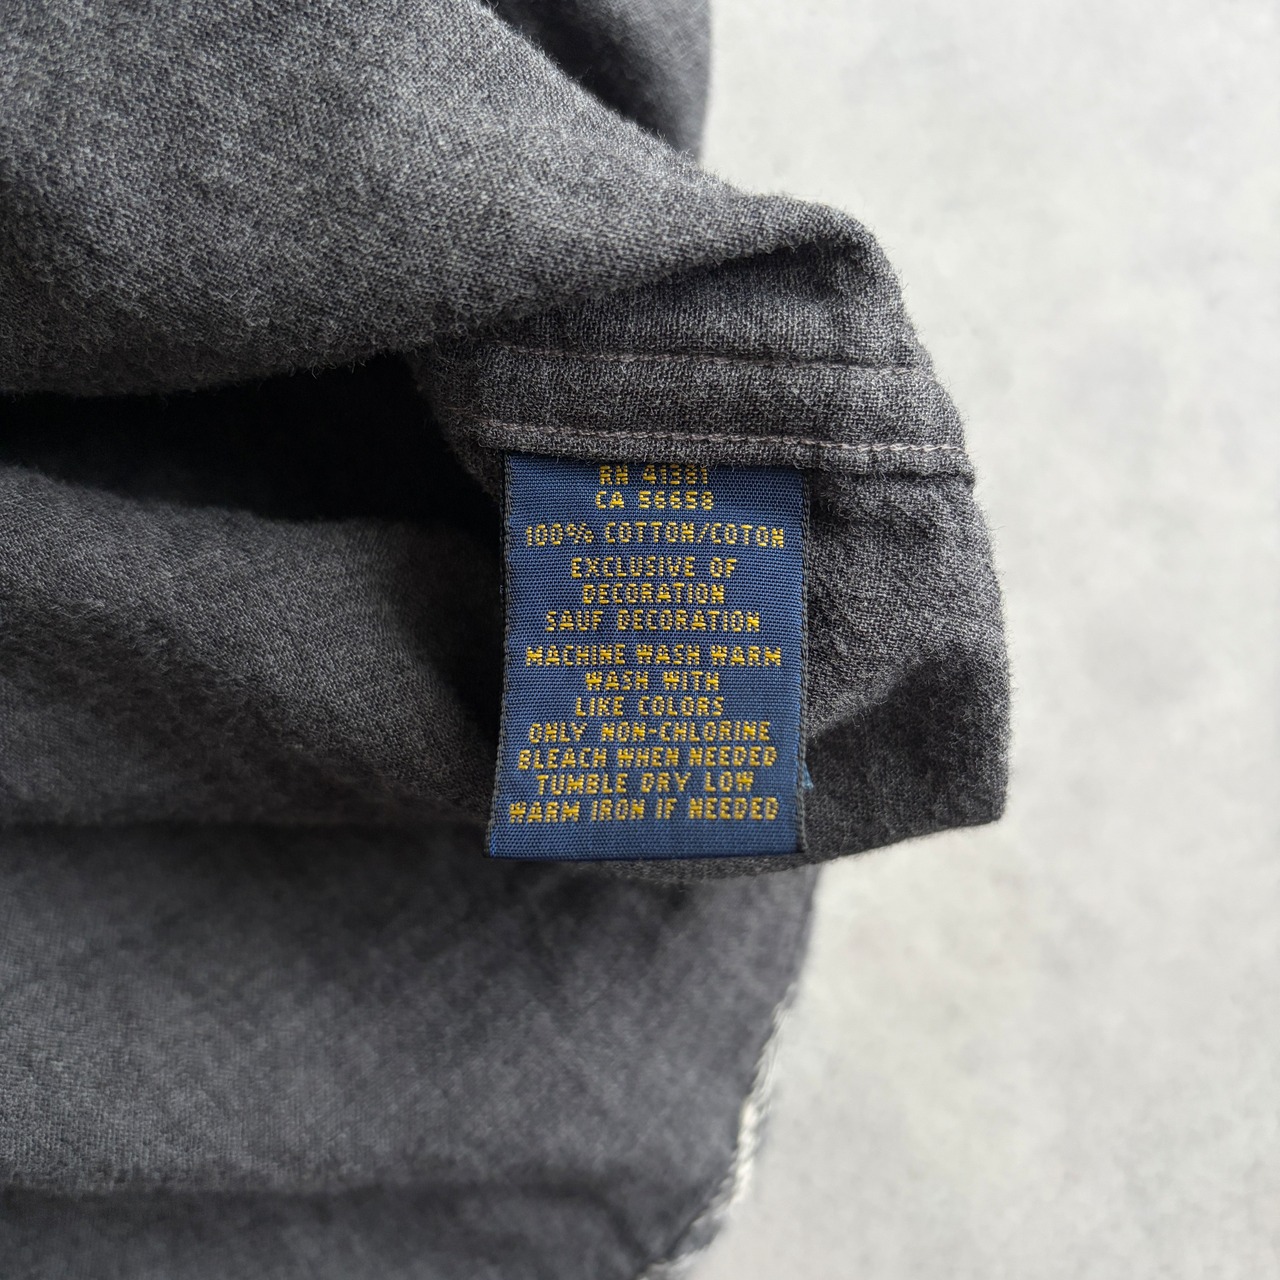 RN 41381
CA 56658
100% COTTON/COTON
EXCLUSIVE OF
DECORATION
SAUF DECORATION
MACHINE WASH WARM
WASH WITH
LIKE COLORS
ONLY NON-CHLORINE
BLEACH WHEN NEEDED
TUMBLE DRY LOW
WARM IRON IF NEEDED